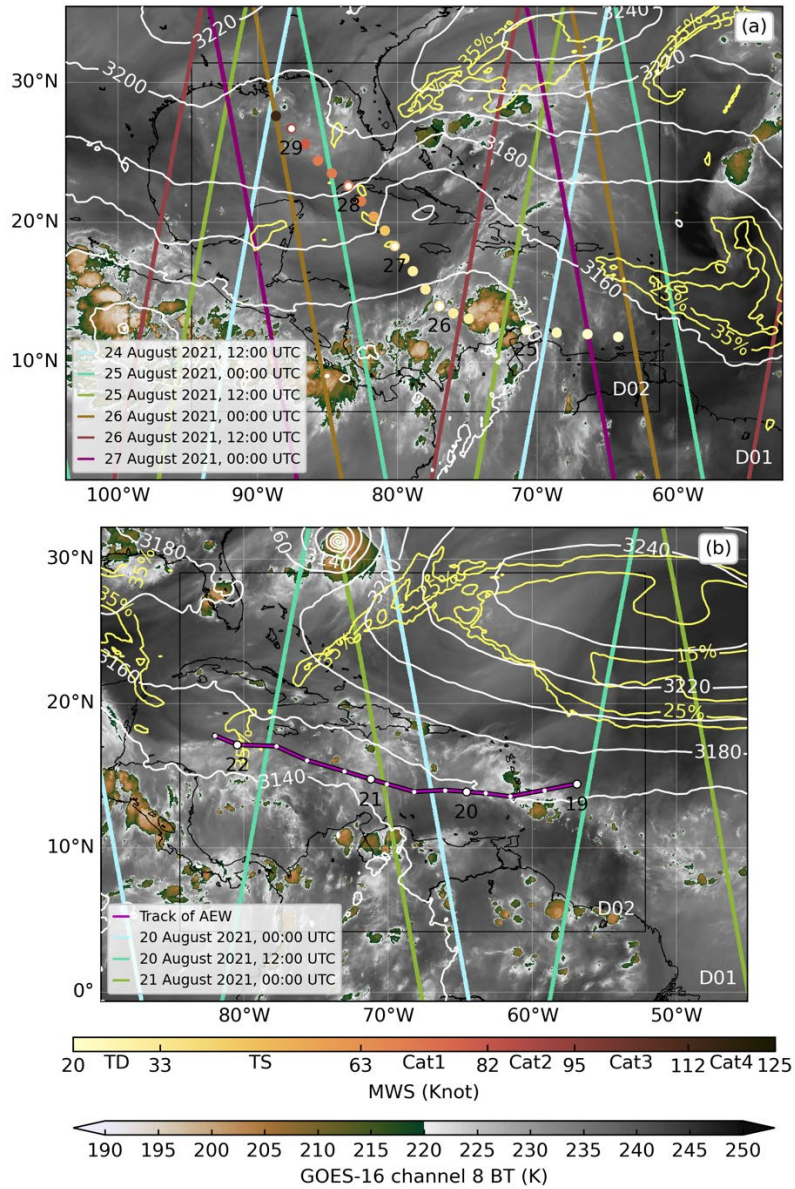 (a)
3220
3240
35%
35%
30°N
3200
3220
29
3180
28
20°N
27
3160
26
25
35%
10°N
D02
D01
24 August 2021, 12:00 UTC
25 August 2021, 00:00 UTC
25 August 2021, 12:00 UTC
26 August 2021, 00:00 UTC
26 August 2021, 12:00 UTC
27 August 2021, 00:00 UTC
100°W 90°W 80°W 70°W 60°W
(b)
3180
3140
3240
30°N
35%
35%
3200
25%
3160
15%
3220
20°N
25%
3180
22
3140
21
20
19
10°N
D02
D01
Track of AEW
20 August 2021, 00:00 UTC
20 August 2021, 12:00 UTC
21 August 2021, 00:00 UTC
0°
80°W 70°W 60°W 50°W
20 TD 33 TS 63 Cat1 82 Cat2 95 Cat3 112 Cat4 125
MWS (Knot)
190 195 200 205 210 215 220 225 230 235 240 245 250
GOES-16 channel 8 BT (K)